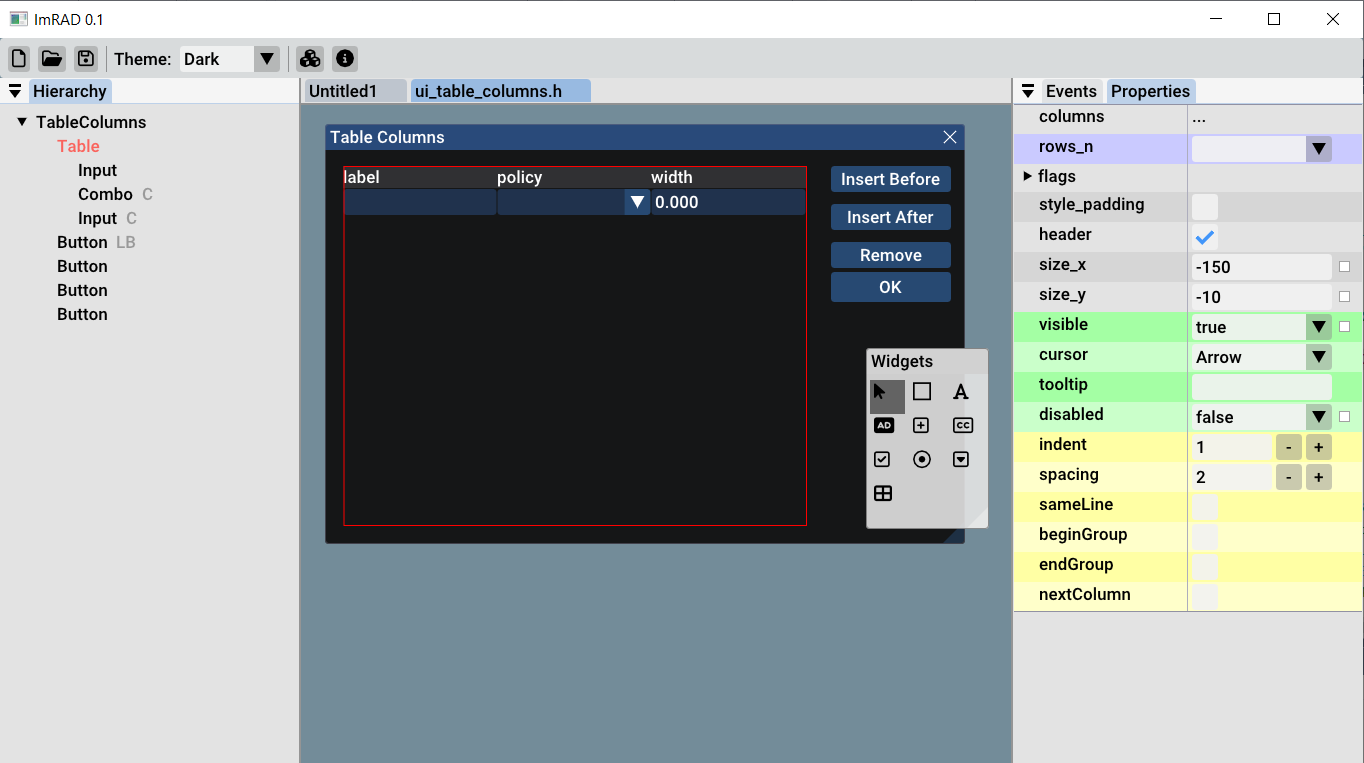 ImRAD 0.1
Theme: Dark
Hierarchy
TableColumns
Table
Input
Combo C
Input C
Button LB
Button
Button
Button
Untitled1 ui_table_columns.h
Table Columns
label policy width
0.000
Insert Before
Insert After
Remove
OK
Widgets
A
AD
CC
Events Properties
columns ...
rows_n
flags
style_padding
header
size_x -150
size_y -10
visible true
cursor Arrow
tooltip
disabled false
indent 1 - +
spacing 2 - +
sameLine
beginGroup
endGroup
nextColumn